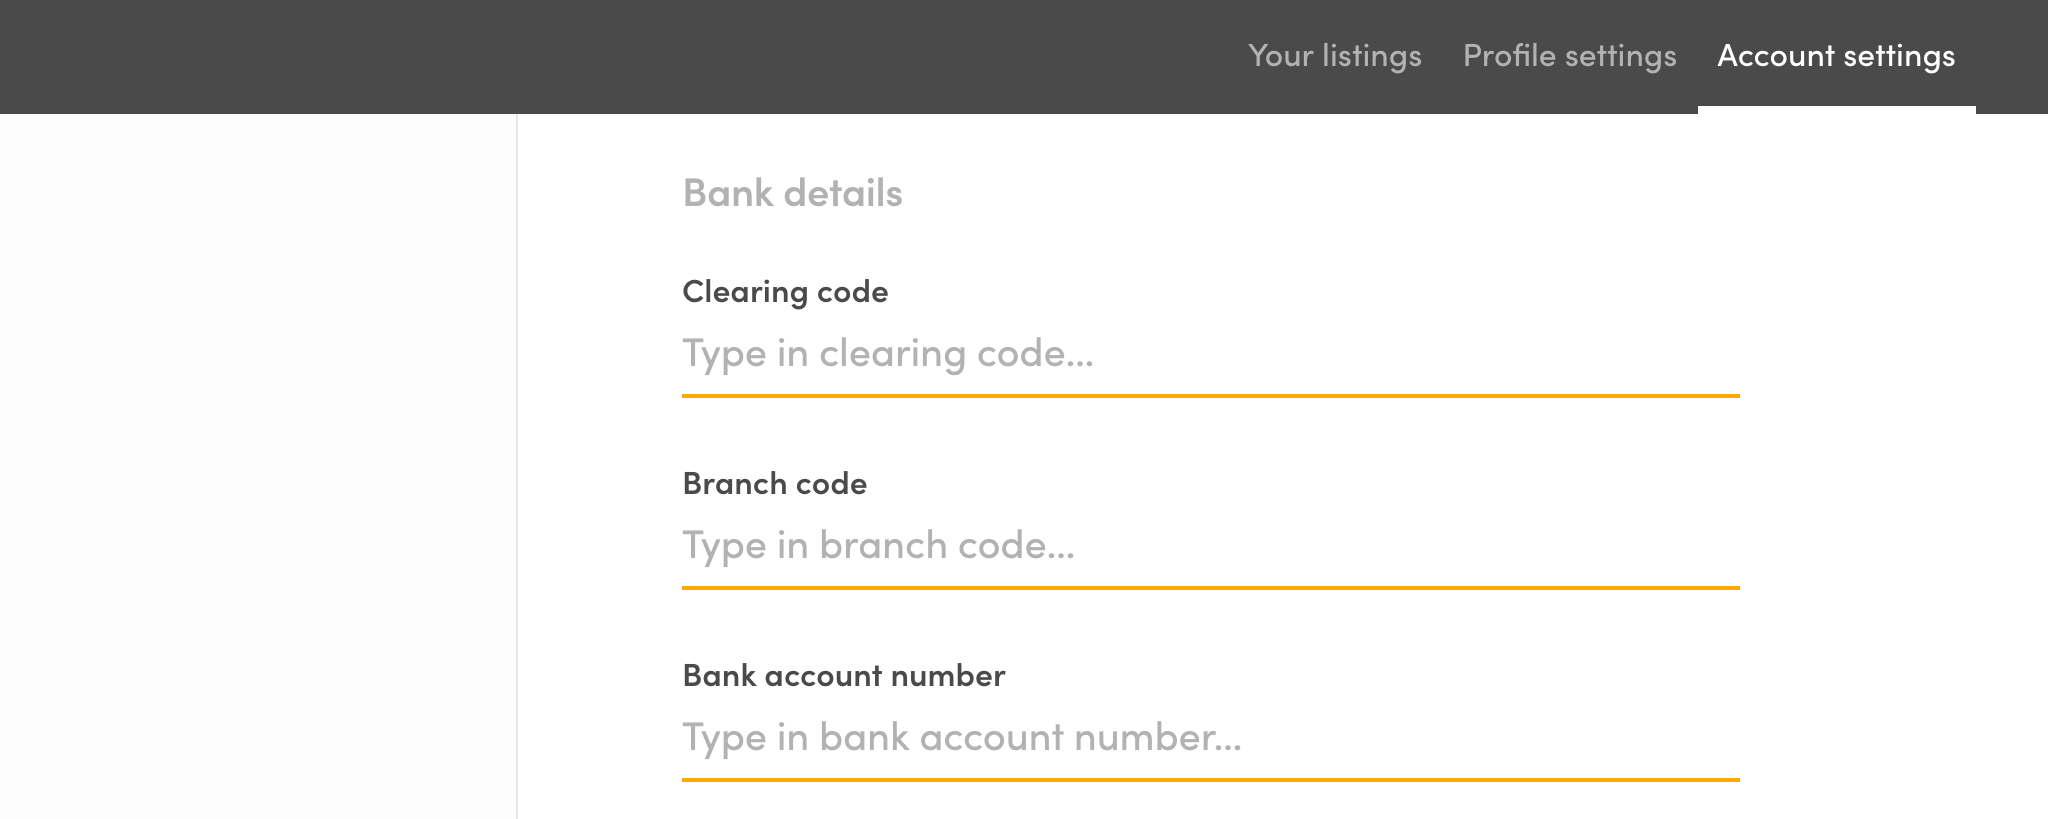 Your listings Profile settings Account settings
Bank details
Clearing code
Type in clearing code...
Branch code
Type in branch code...
Bank account number
Type in bank account number...